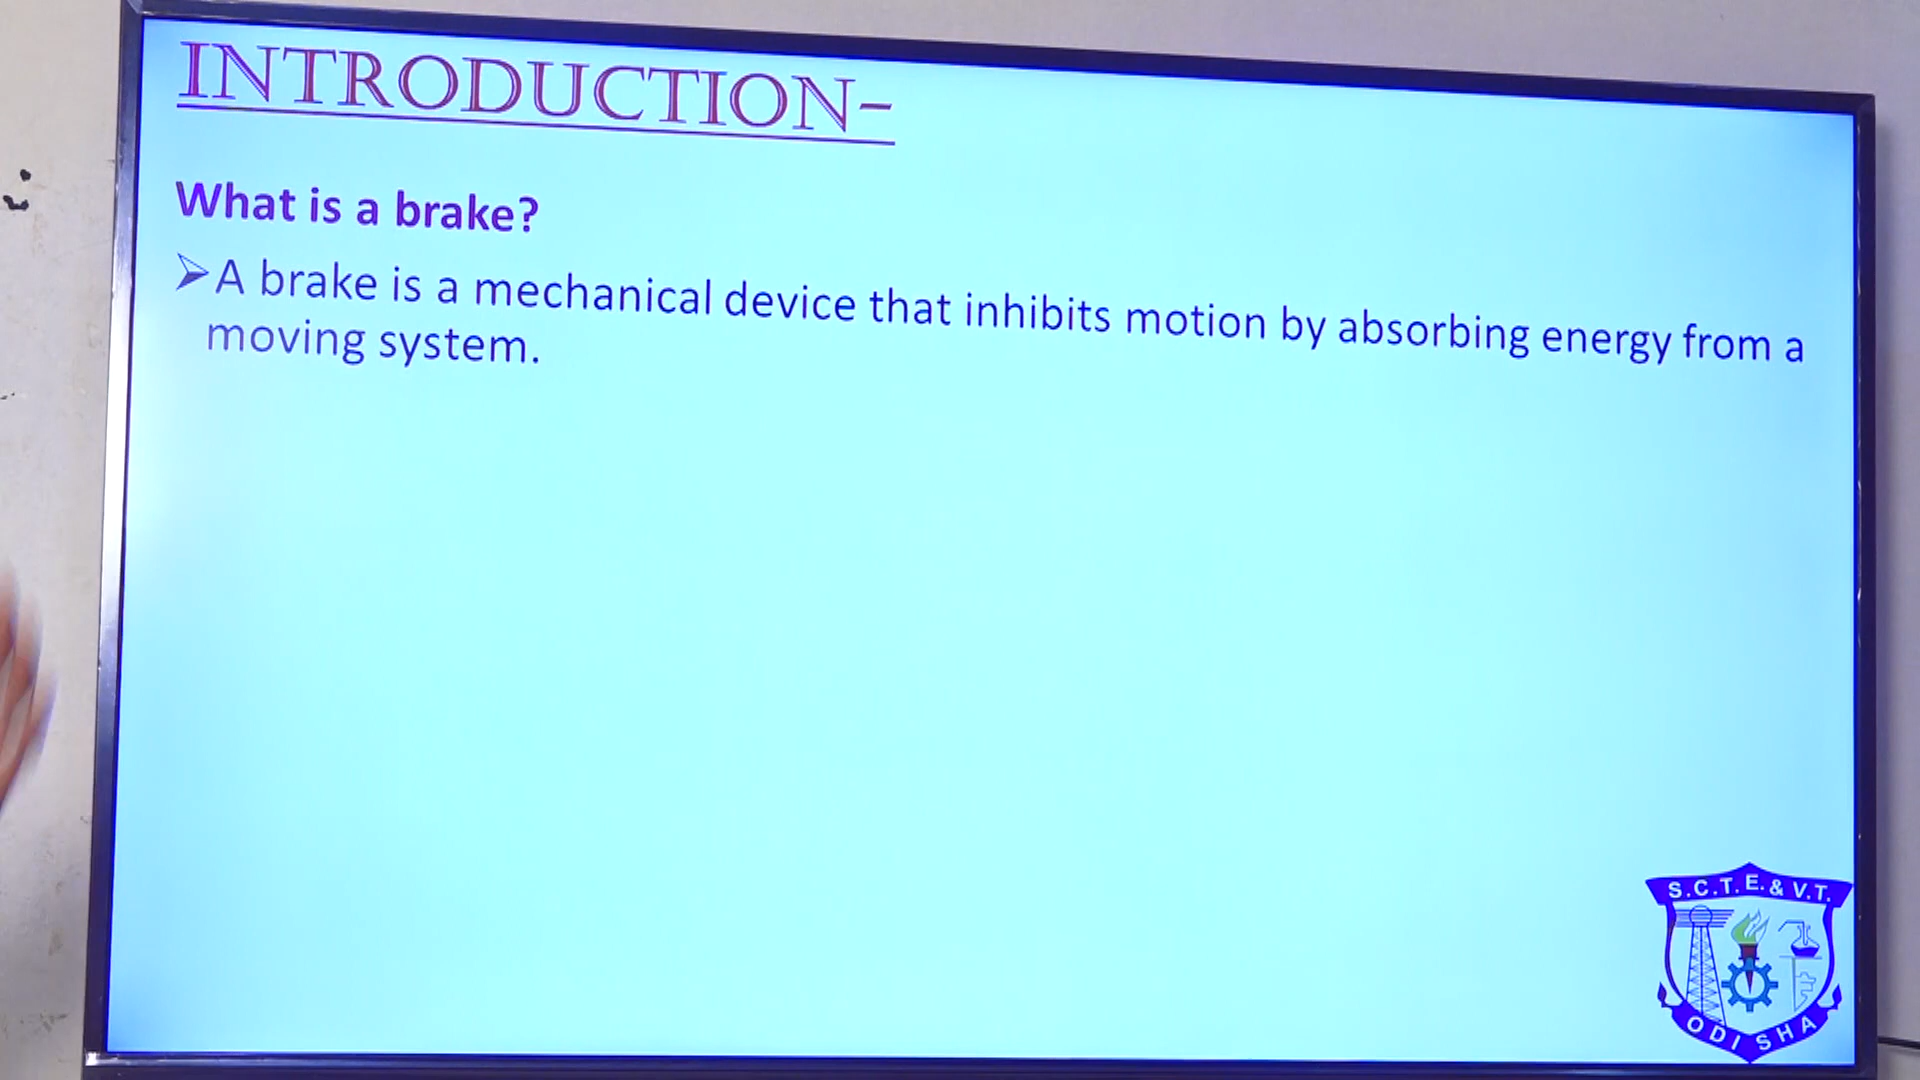 INTRODUCTION-
What is a brake?
➢A brake is a mechanical device that inhibits motion by absorbing energy from a
moving system.
S.C.T.E.& V.T.
ODISHA